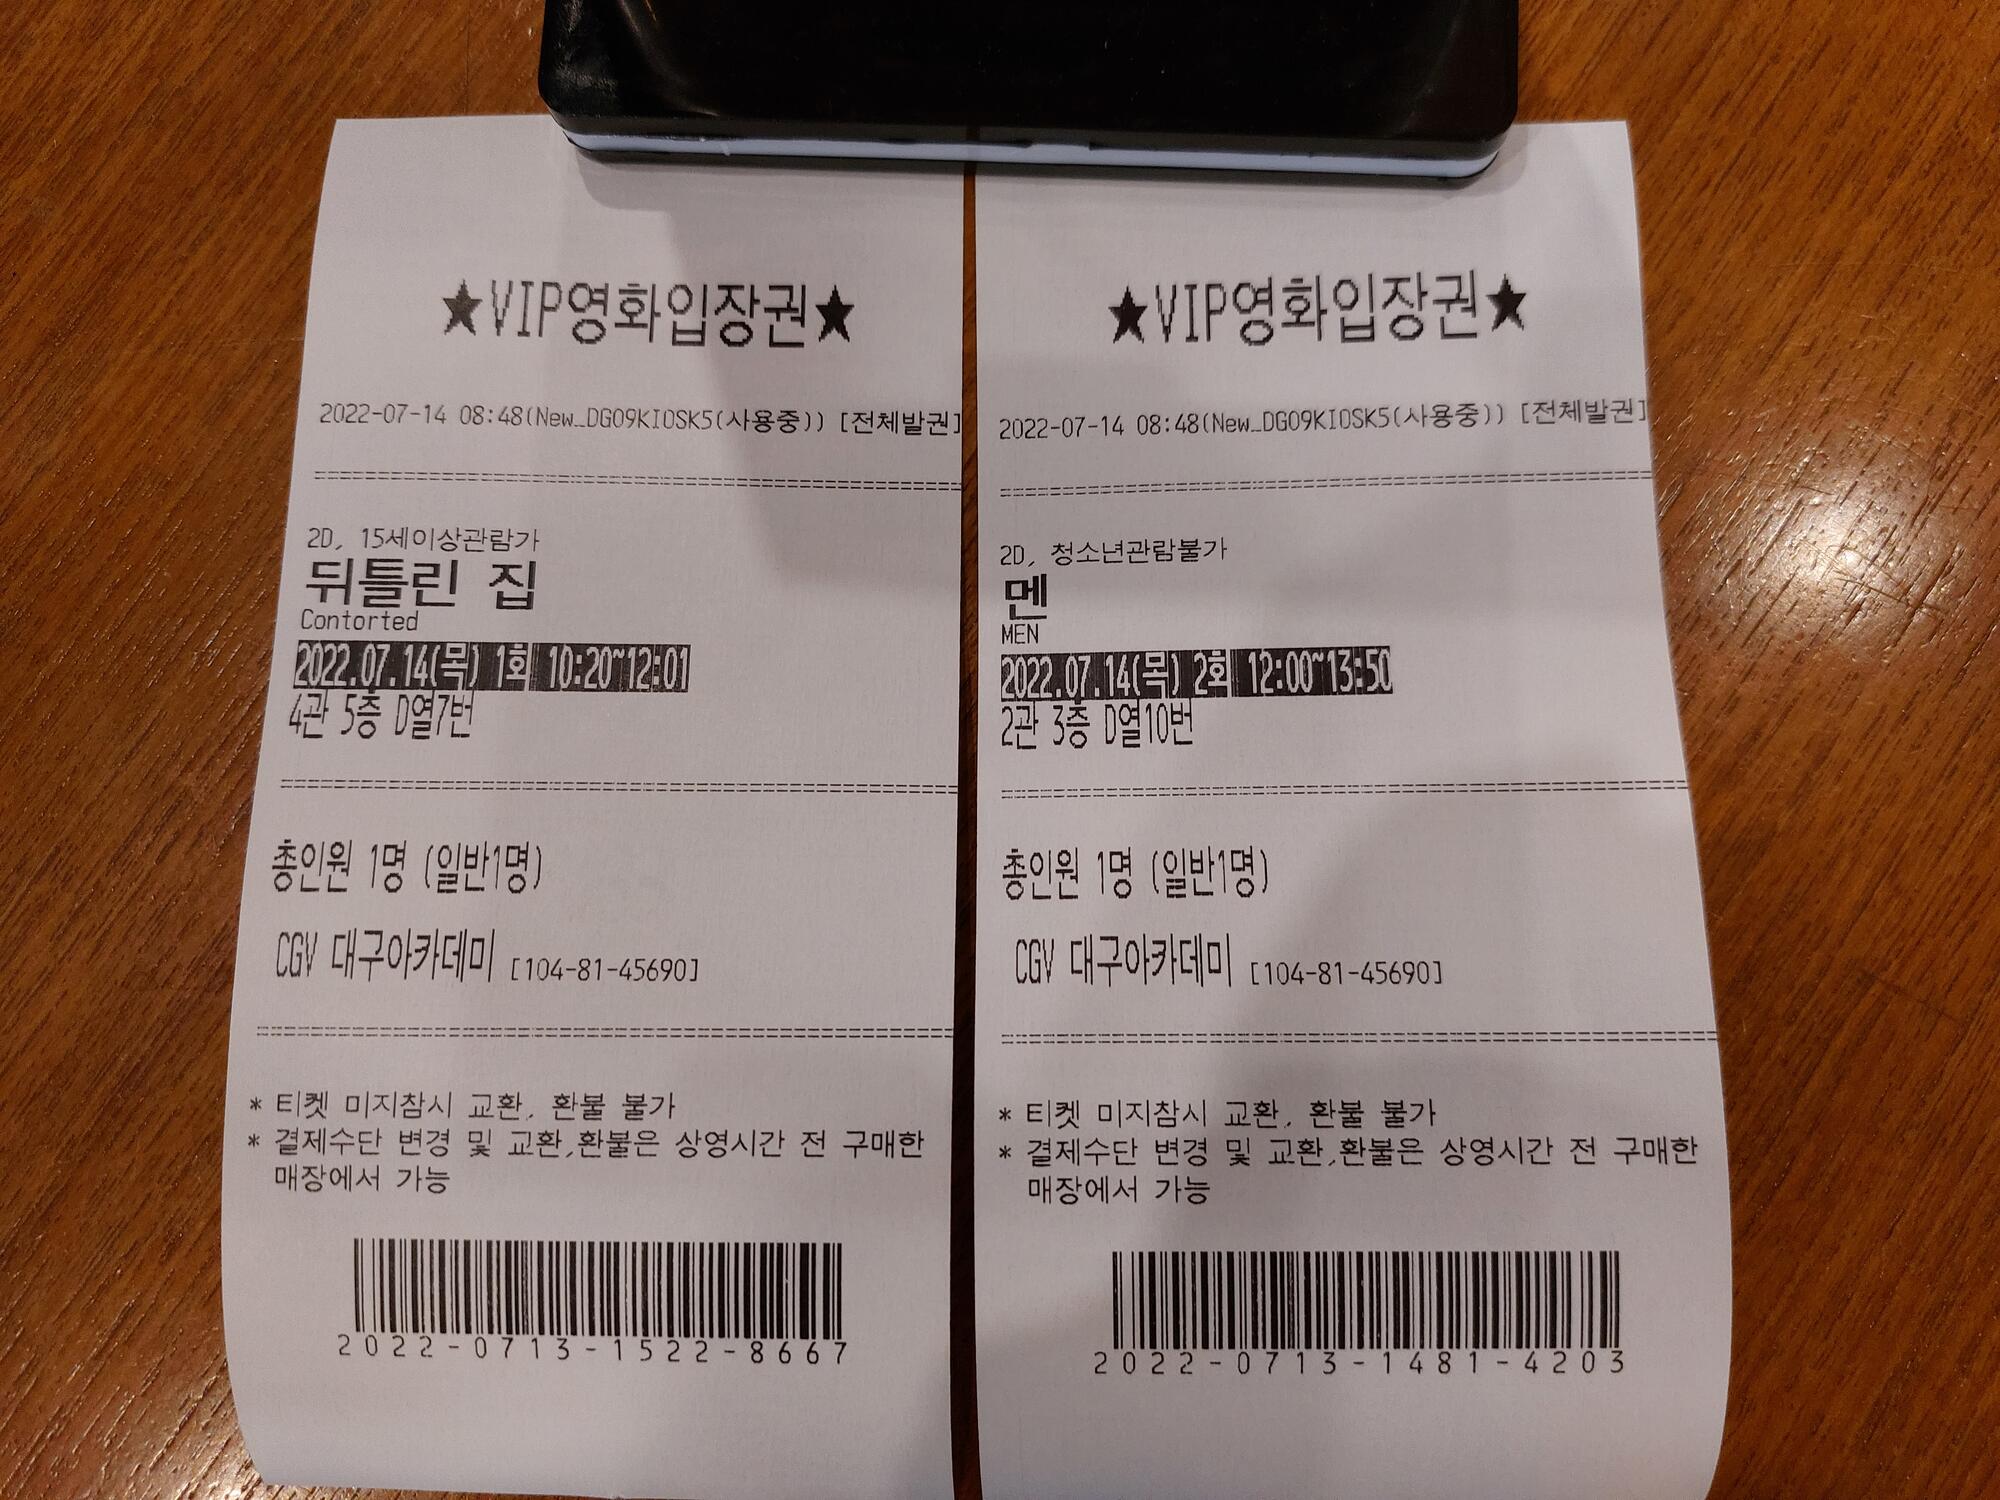 ★VIP영화입장권★
2022-07-14 08:48(New_DG09KIOSK5(사용중)) [전체발권]
2D, 15세이상관람가
뒤틀린 집
Contorted
2022.07.14(목) 1회 10:20~12:01
4관 5층 D열7번
총인원 1명 (일반1명)
CGV 대구아카데미 [104-81-45690]
* 티켓 미지참시 교환, 환불 불가
* 결제수단 변경 및 교환,환불은 상영시간 전 구매한
매장에서 가능
2022-0713-1522-8667
★VIP영화입장권★
2022-07-14 08:48(New_DG09KIOSK5(사용중)) [전체발권]
2D, 청소년관람불가
멘
MEN
2022.07.14(목) 2회 12:00~13:50
2관 3층 D열10번
총인원 1명 (일반1명)
CGV 대구아카데미 [104-81-45690]
* 티켓 미지참시 교환, 환불 불가
* 결제수단 변경 및 교환,환불은 상영시간 전 구매한
매장에서 가능
2022-0713-1481-4203